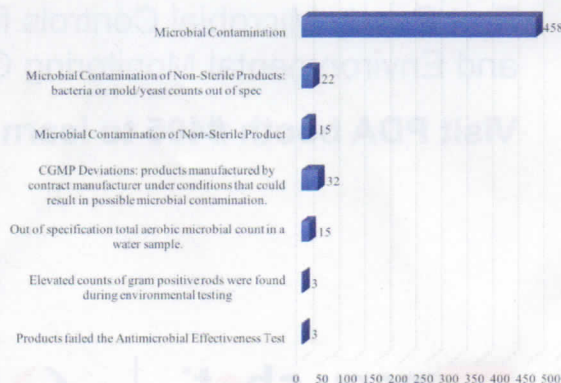 Microbial Contamination
458
Microbial Contamination of Non-Sterile Products:
bacteria or mold/yeast counts out of spec
22
Microbial Contamination of Non-Sterile Product
15
CGMP Deviations: products manufactured by
contract manufacturer under conditions that could
result in possible microbial contamination.
32
Out of specification total aerobic microbial count in a
water sample.
15
Elevated counts of gram positive rods were found
during environmental testing
3
Products failed the Antimicrobial Effectiveness Test
3
0 50 100 150 200 250 300 350 400 450 500
Microbial Controls
and Environmental Monitoring
Visit PDA to learn